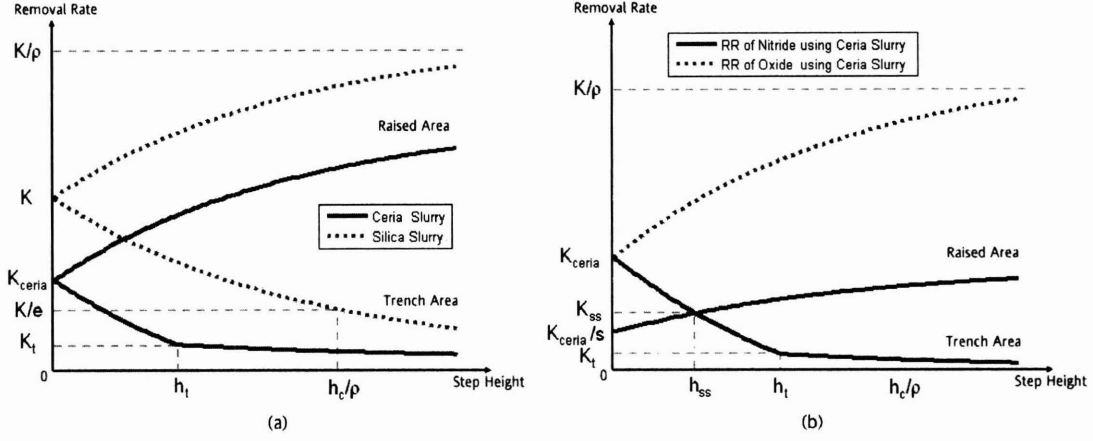 Removal Rate
K/ρ
Raised Area
K
Ceria Slurry
Silica Slurry
K_ceria
Trench Area
K/e
K_t
0
h_t
h_c/ρ
Step Height
(a)
Removal Rate
RR of Nitride using Ceria Slurry
RR of Oxide using Ceria Slurry
K/ρ
K_ceria
Raised Area
K_ss
K_ceria/s
K_t
Trench Area
0
h_ss
h_t
h_c/ρ
Step Height
(b)